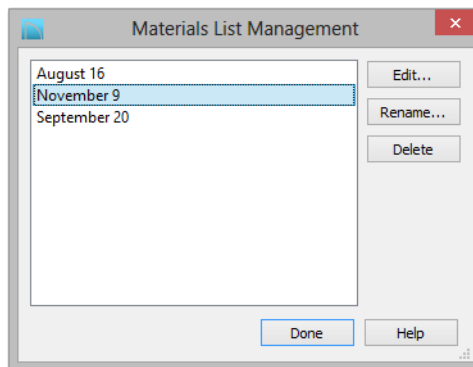 Materials List Management
August 16
November 9
September 20
Edit...
Rename...
Delete
Done
Help